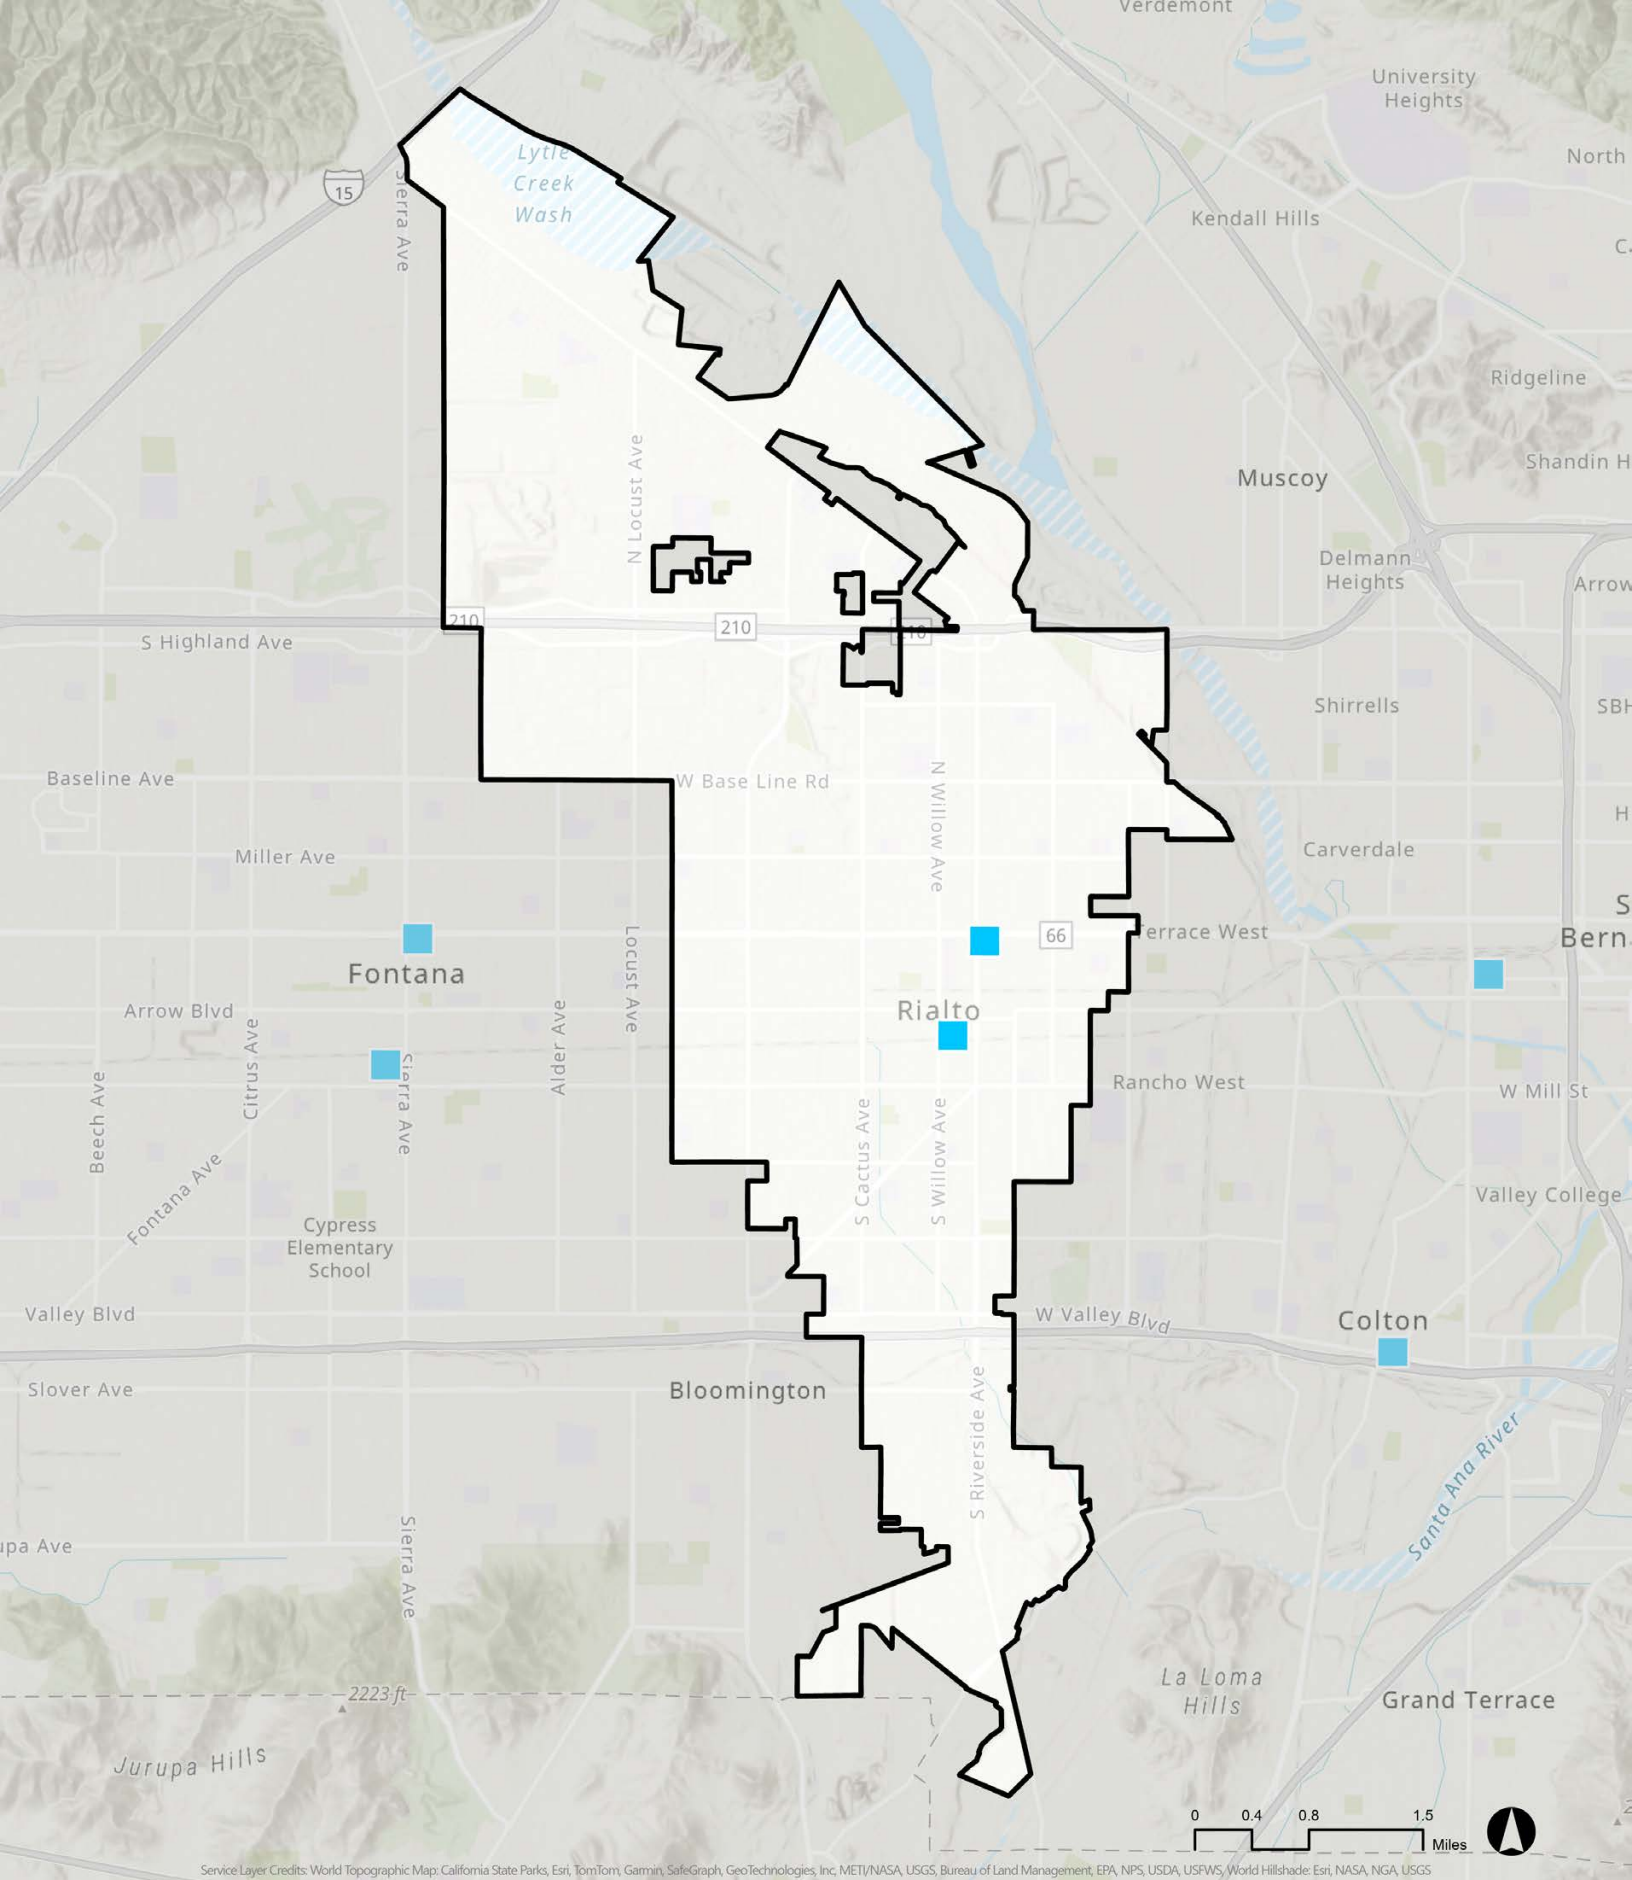 Verdemont
University
Heights
North
Lytle
Creek
Wash
15
Sierra Ave
Kendall Hills
Ridgeline
N Locust Ave
Muscoy
Shandin H
Delmann
Heights
Arrow
210
210
210
S Highland Ave
Shirrells
SBH
Baseline Ave
W Base Line Rd
N Willow Ave
Miller Ave
Carverdale
Bern
66
Terrace West
Locust Ave
Fontana
Arrow Blvd
Rialto
Citrus Ave
Alder Ave
Sierra Ave
Beech Ave
Rancho West
W Mill St
S Cactus Ave
S Willow Ave
Fontana Ave
Valley College
Cypress
Elementary
School
Valley Blvd
W Valley Blvd
Colton
Slover Ave
Bloomington
S Riverside Ave
Santa Ana River
upa Ave
Sierra Ave
La Loma
Hills
2223 ft
Grand Terrace
Jurupa Hills
0 0.4 0.8 1.5
Miles
Service Layer Credits: World Topographic Map: California State Parks, Esri, TomTom, Garmin, SafeGraph, GeoTechnologies, Inc, METI/NASA, USGS, Bureau of Land Management, EPA, NPS, USDA, USFWS, World Hillshade: Esri, NASA, NGA, USGS